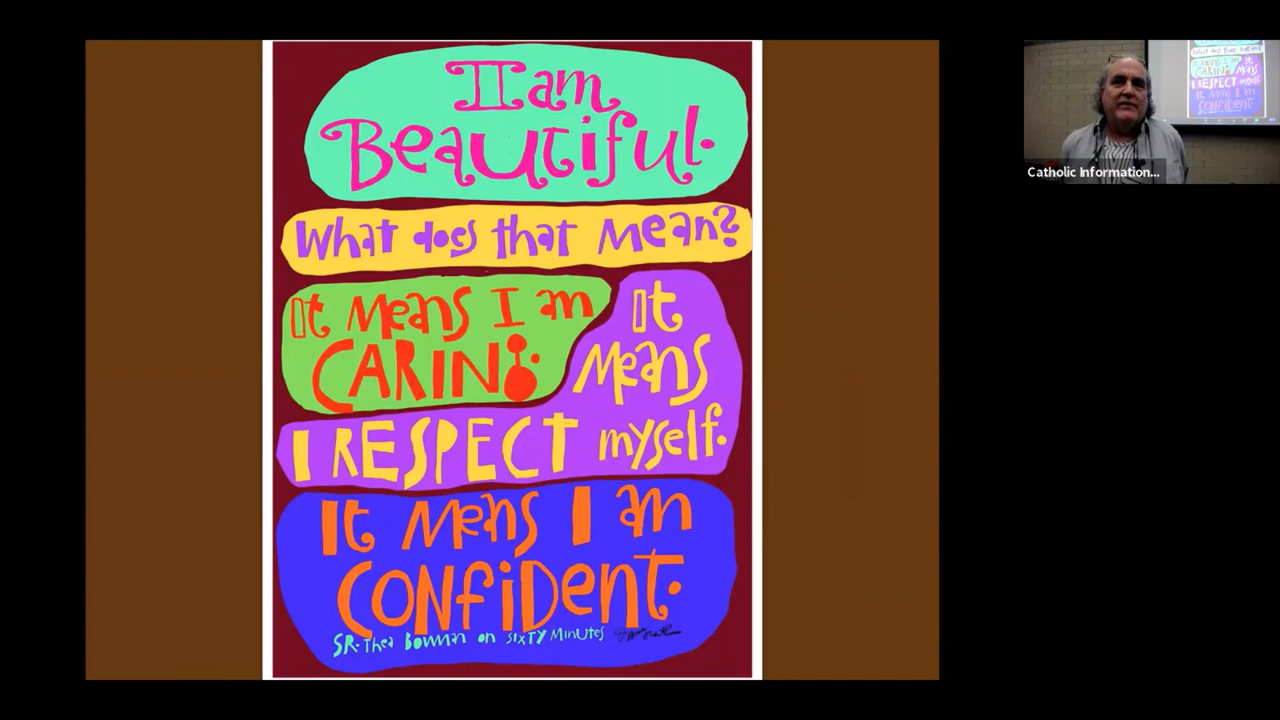 I am
Beautiful.
What does that Mean?
It Means I am
CARING.
It
Means
I RESPECT myself.
It Means I am
CONfiDent.
SR. Thea Bowman on Sixty Minutes
Catholic Information...